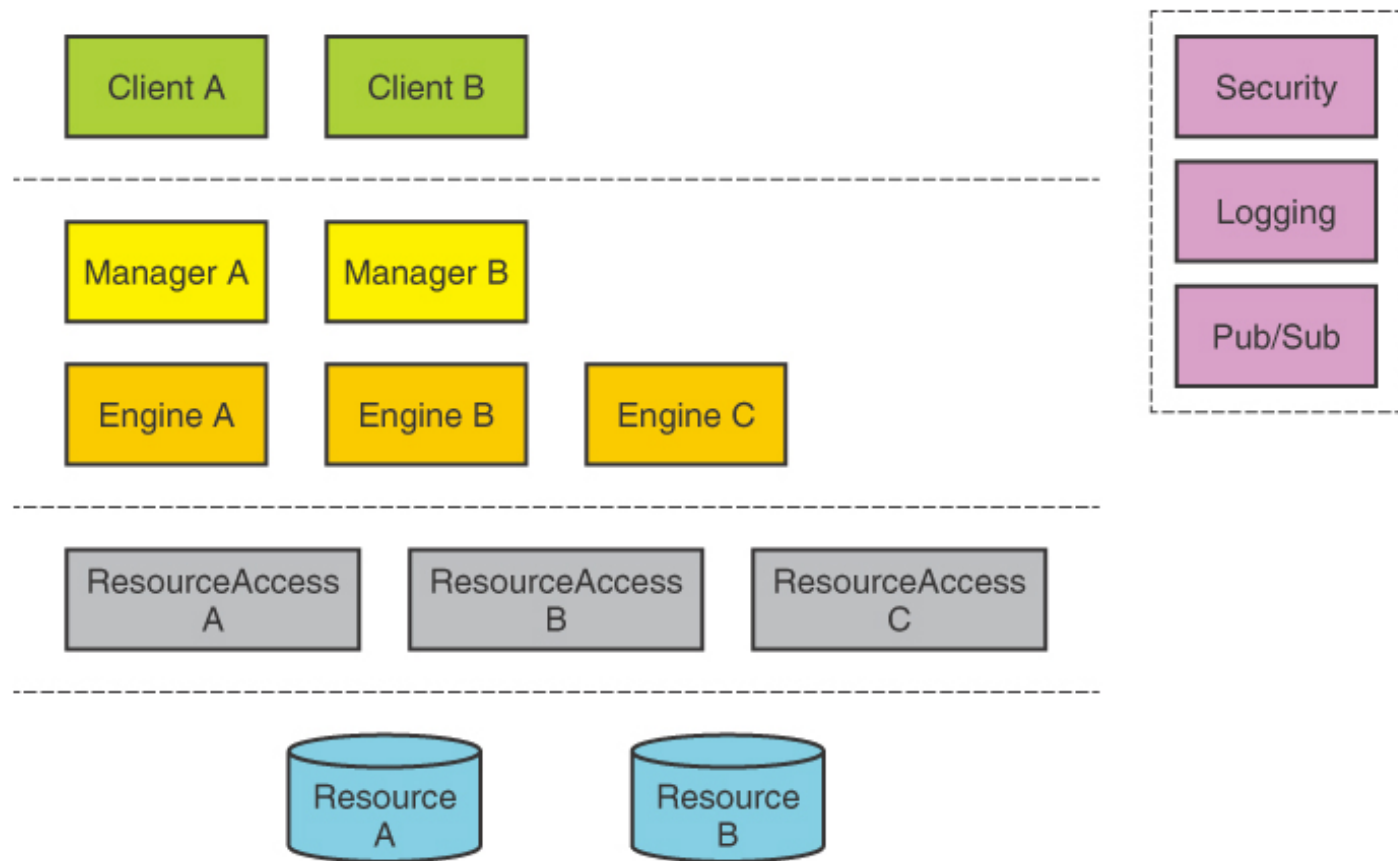 Client A
Client B
Security
Logging
Pub/Sub
Manager A
Manager B
Engine A
Engine B
Engine C
ResourceAccess
A
ResourceAccess
B
ResourceAccess
C
Resource
A
Resource
B